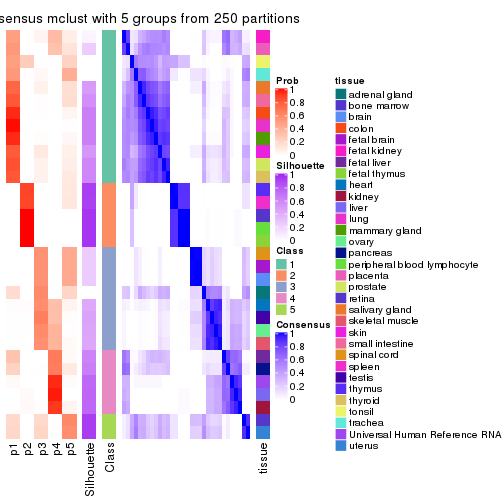 sensus mclust with 5 groups from 250 partitions
Prob
1
0.8
0.6
0.4
0.2
0
Silhouette
1
0.8
0.6
0.4
0.2
0
Class
1
2
3
4
5
Consensus
1
0.8
0.6
0.4
0.2
0
tissue
adrenal gland
bone marrow
brain
colon
fetal brain
fetal kidney
fetal liver
fetal thymus
heart
kidney
liver
lung
mammary gland
ovary
pancreas
peripheral blood lymphocyte
placenta
prostate
retina
salivary gland
skeletal muscle
skin
small intestine
spinal cord
spleen
testis
thymus
thyroid
tonsil
trachea
Universal Human Reference RNA
uterus
p1
p2
p3
p4
p5
Silhouette
Class
tissue